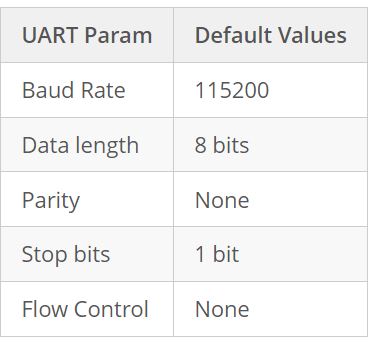 UART Param Default Values
Baud Rate 115200
Data length 8 bits
Parity None
Stop bits 1 bit
Flow Control None